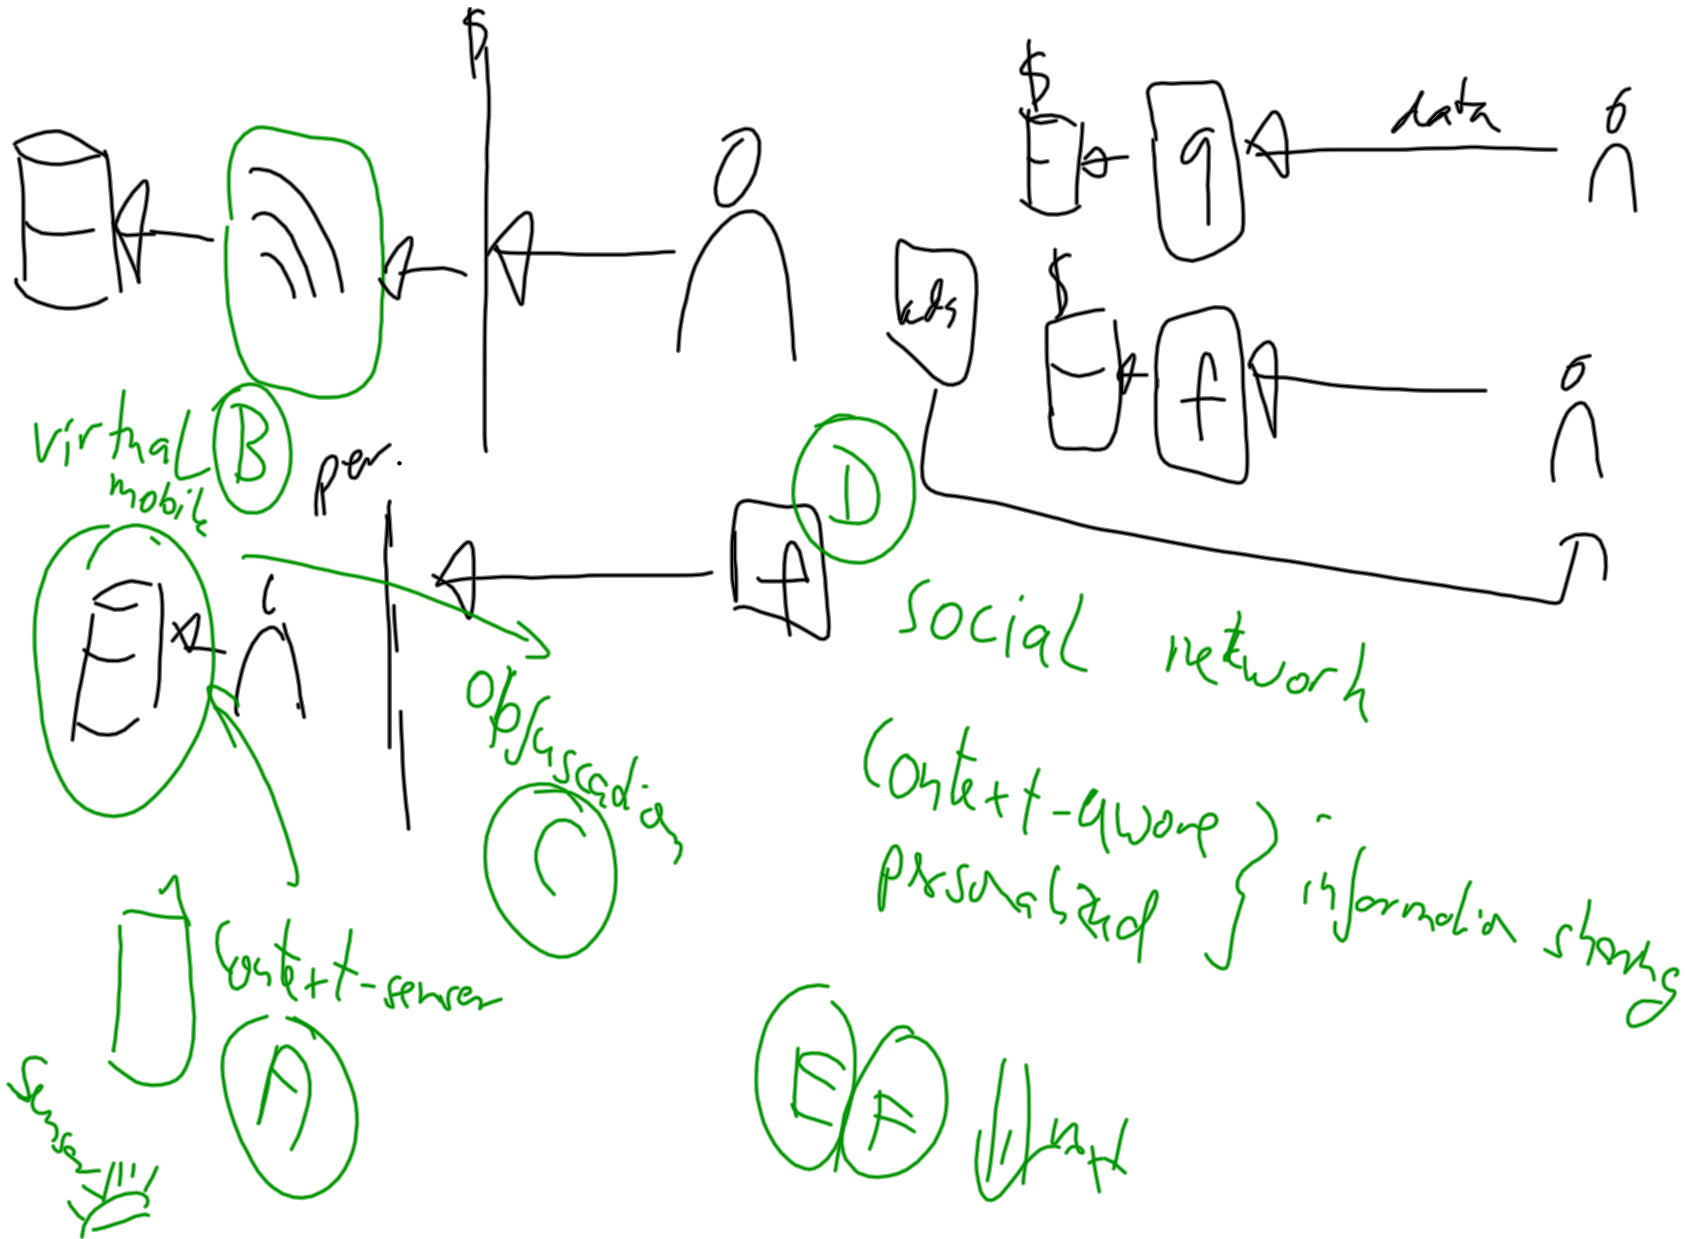 $
$
data
g
ads
$
f
virtual
mobile
B
per.
D
f
social network
Obfuscation
C
Context-aware
personalized
information sharing
Context-server
A
Sensor
E
F